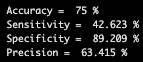 Accuracy =  75 %
Sensitivity =  42.623 %
Specificity =  89.209 %
Precision =  63.415 %